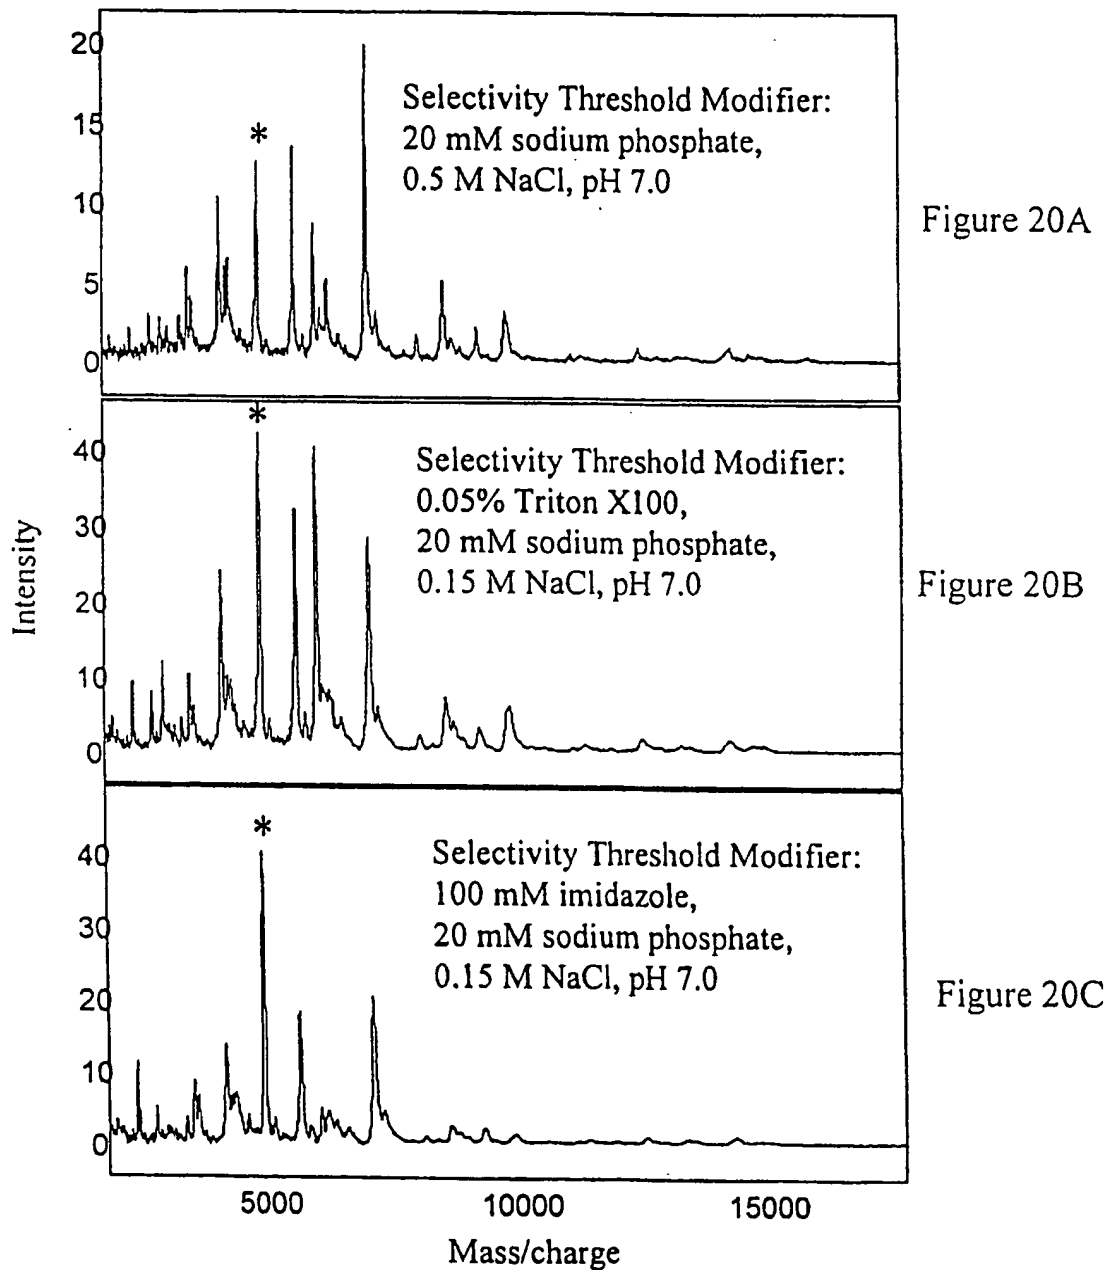 20
15
10
5
0
*
Selectivity Threshold Modifier:
20 mM sodium phosphate,
0.5 M NaCl, pH 7.0
Figure 20A
40
30
20
10
0
*
Selectivity Threshold Modifier:
0.05% Triton X100,
20 mM sodium phosphate,
0.15 M NaCl, pH 7.0
Figure 20B
Intensity
40
30
20
10
0
*
Selectivity Threshold Modifier:
100 mM imidazole,
20 mM sodium phosphate,
0.15 M NaCl, pH 7.0
Figure 20C
5000 10000 15000
Mass/charge